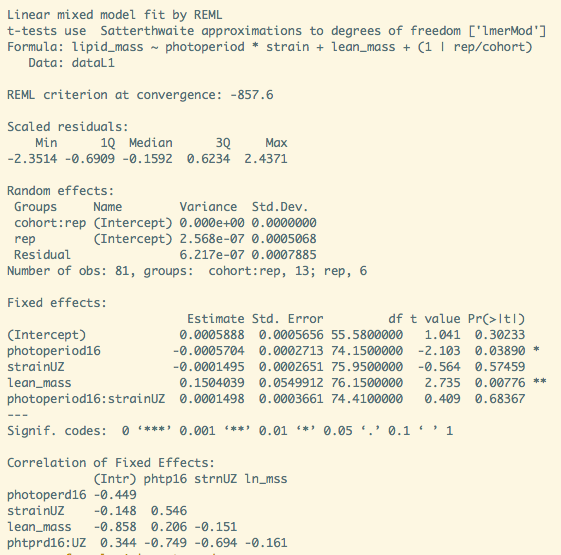 Linear mixed model fit by REML
t-tests use  Satterthwaite approximations to degrees of freedom ['lmerMod']
Formula: lipid_mass ~ photoperiod * strain + lean_mass + (1 | rep/cohort)
   Data: dataL1
REML criterion at convergence: -857.6
Scaled residuals:
    Min      1Q  Median      3Q     Max
-2.3514 -0.6909 -0.1592  0.6234  2.4371
Random effects:
 Groups     Name        Variance  Std.Dev.
 cohort:rep (Intercept) 0.000e+00 0.0000000
 rep        (Intercept) 2.568e-07 0.0005068
 Residual               6.217e-07 0.0007885
Number of obs: 81, groups:  cohort:rep, 13; rep, 6
Fixed effects:
                         Estimate Std. Error         df t value Pr(>|t|)
(Intercept)             0.0005888  0.0005656 55.5800000   1.041  0.30233
photoperiod16          -0.0005704  0.0002713 74.1500000  -2.103  0.03890 *
strainUZ               -0.0001495  0.0002651 75.9500000  -0.564  0.57459
lean_mass               0.1504039  0.0549912 76.1500000   2.735  0.00776 **
photoperiod16:strainUZ  0.0001498  0.0003661 74.4100000   0.409  0.68367
---
Signif. codes:  0 ‘***’ 0.001 ‘**’ 0.01 ‘*’ 0.05 ‘.’ 0.1 ‘ ’ 1
Correlation of Fixed Effects:
            (Intr) phtp16 strnUZ ln_mss
photoperd16 -0.449
strainUZ    -0.148  0.546
lean_mass   -0.858  0.206 -0.151
phtprd16:UZ  0.344 -0.749 -0.694 -0.161